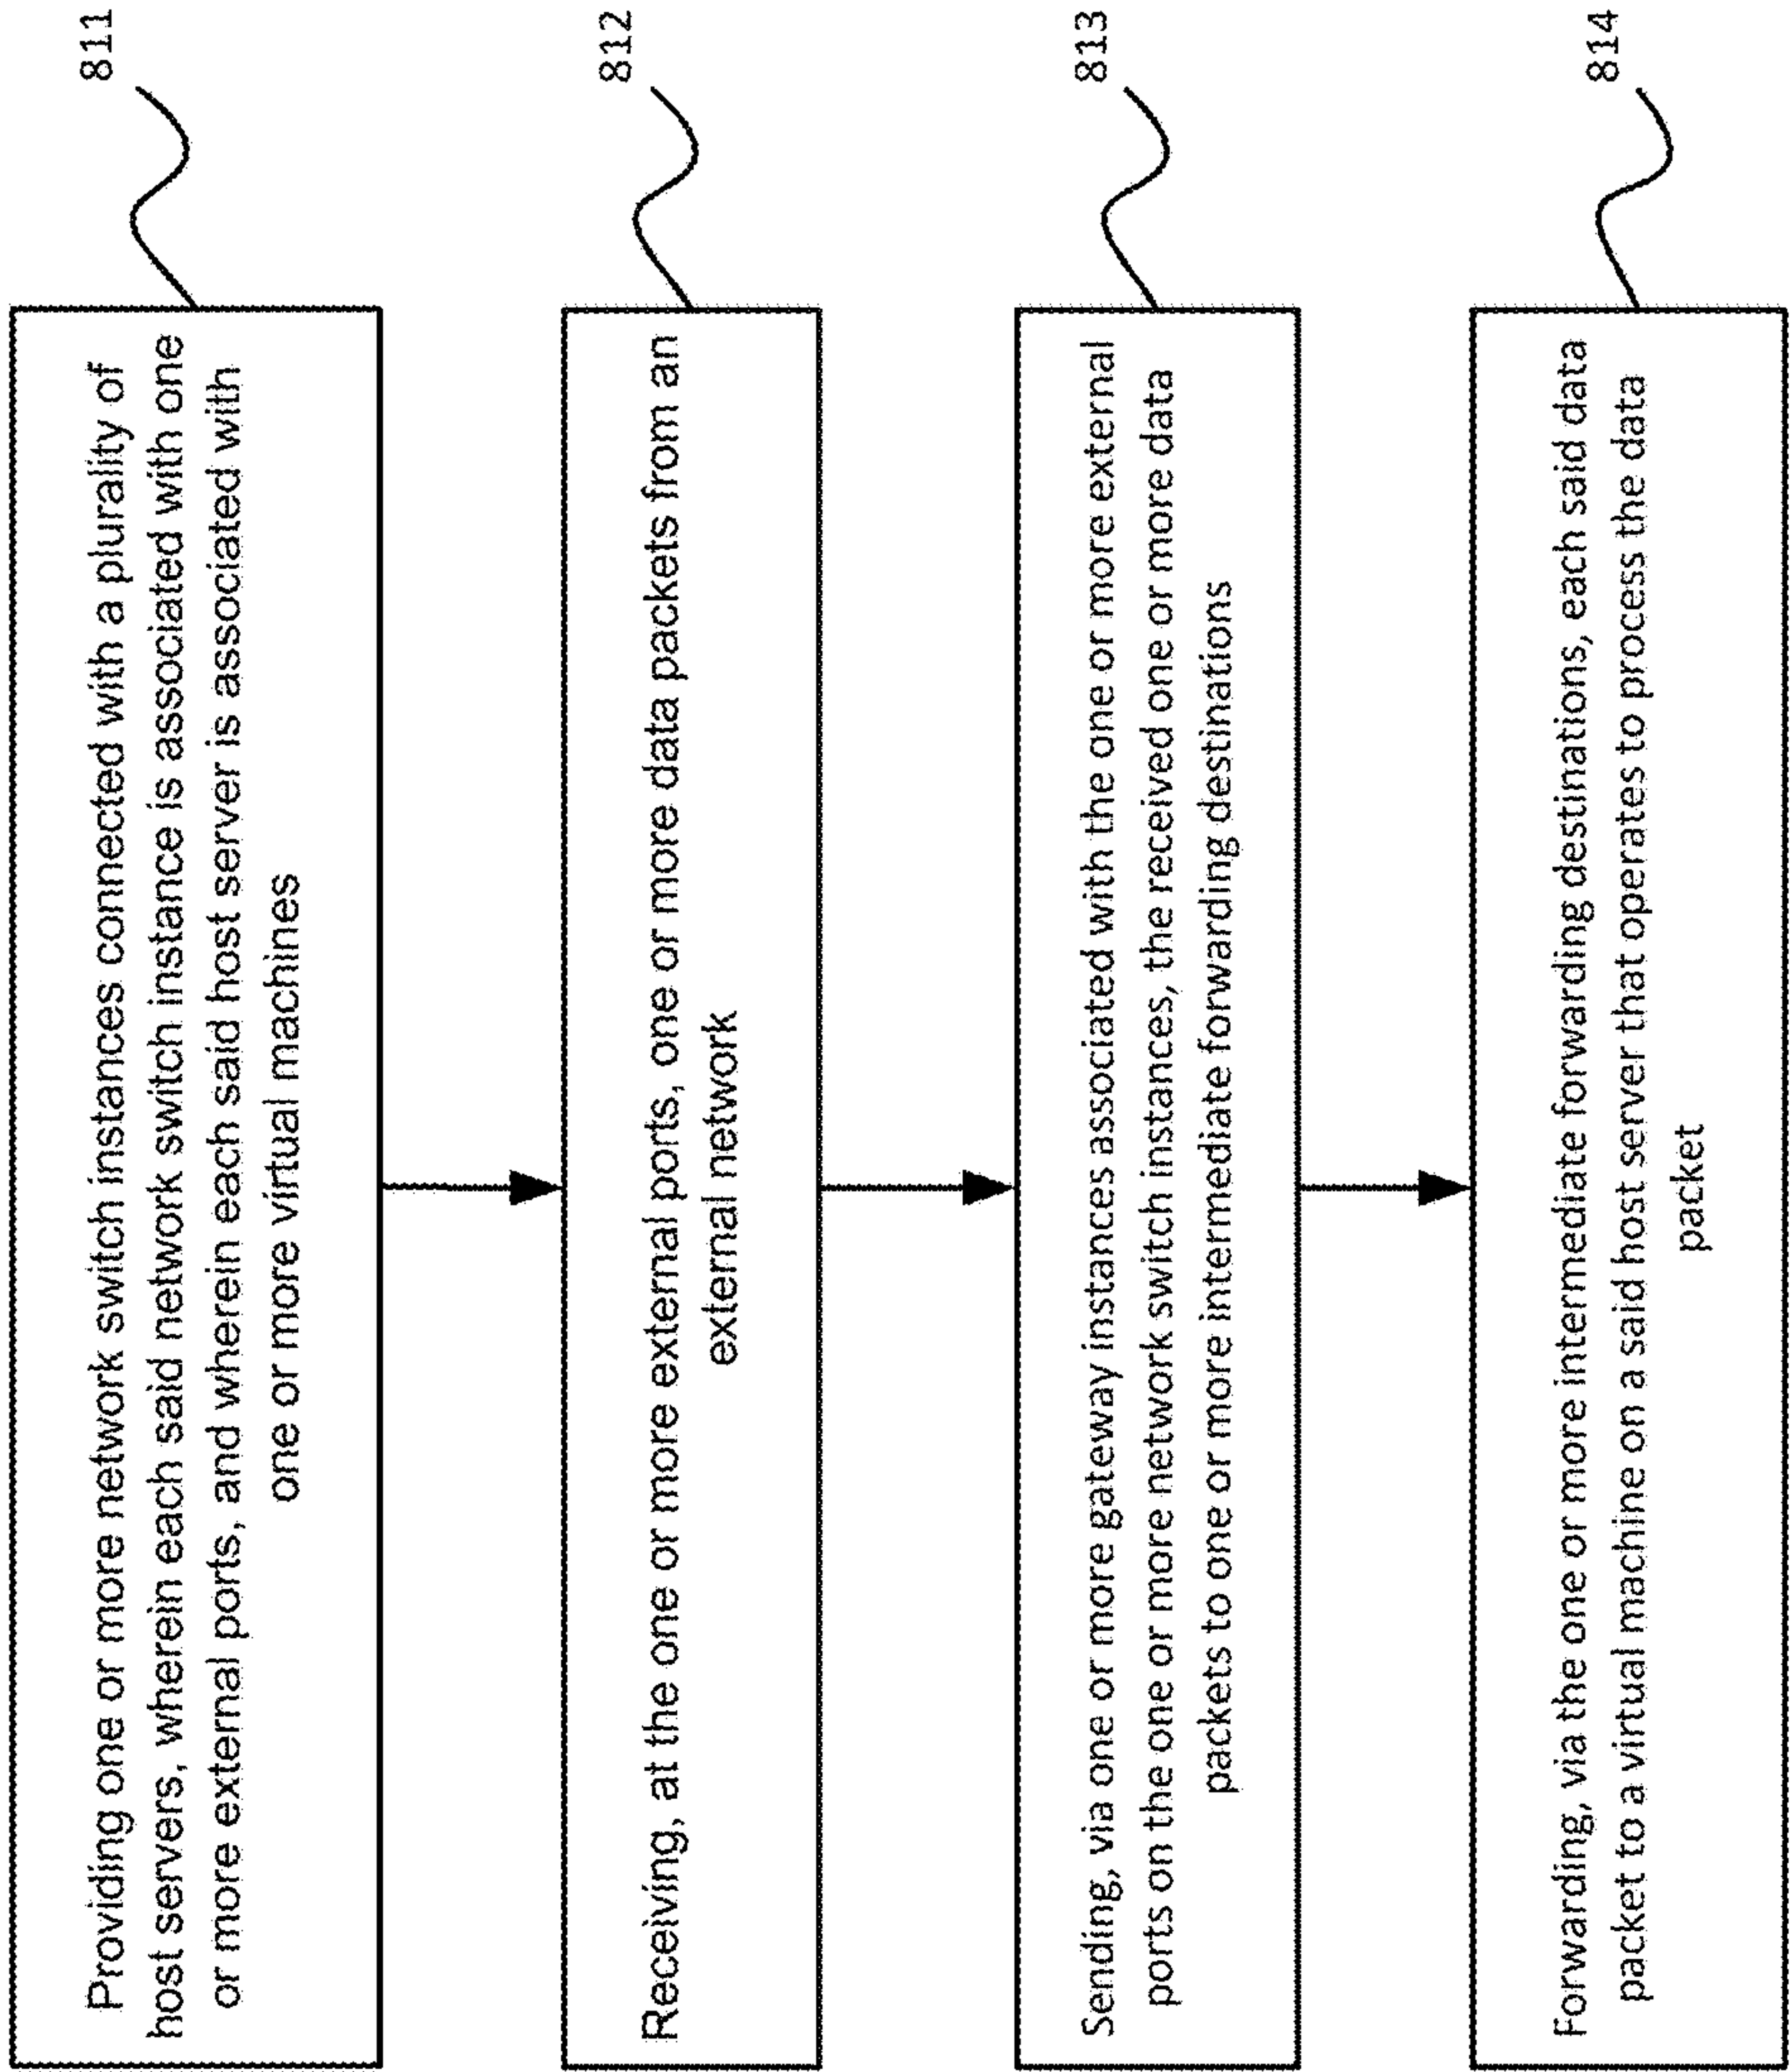 Providing one or more network switch instances connected with a plurality of
host servers, wherein each said network switch instance is associated with one
or more external ports, and wherein each said host server is associated with
one or more virtual machines
811
Receiving, at the one or more external ports, one or more data packets from an
external network
812
Sending, via one or more gateway instances associated with the one or more external
ports on the one or more network switch instances, the received one or more data
packets to one or more intermediate forwarding destinations
813
Forwarding, via the one or more intermediate forwarding destinations, each said data
packet to a virtual machine on a said host server that operates to process the data
packet
814